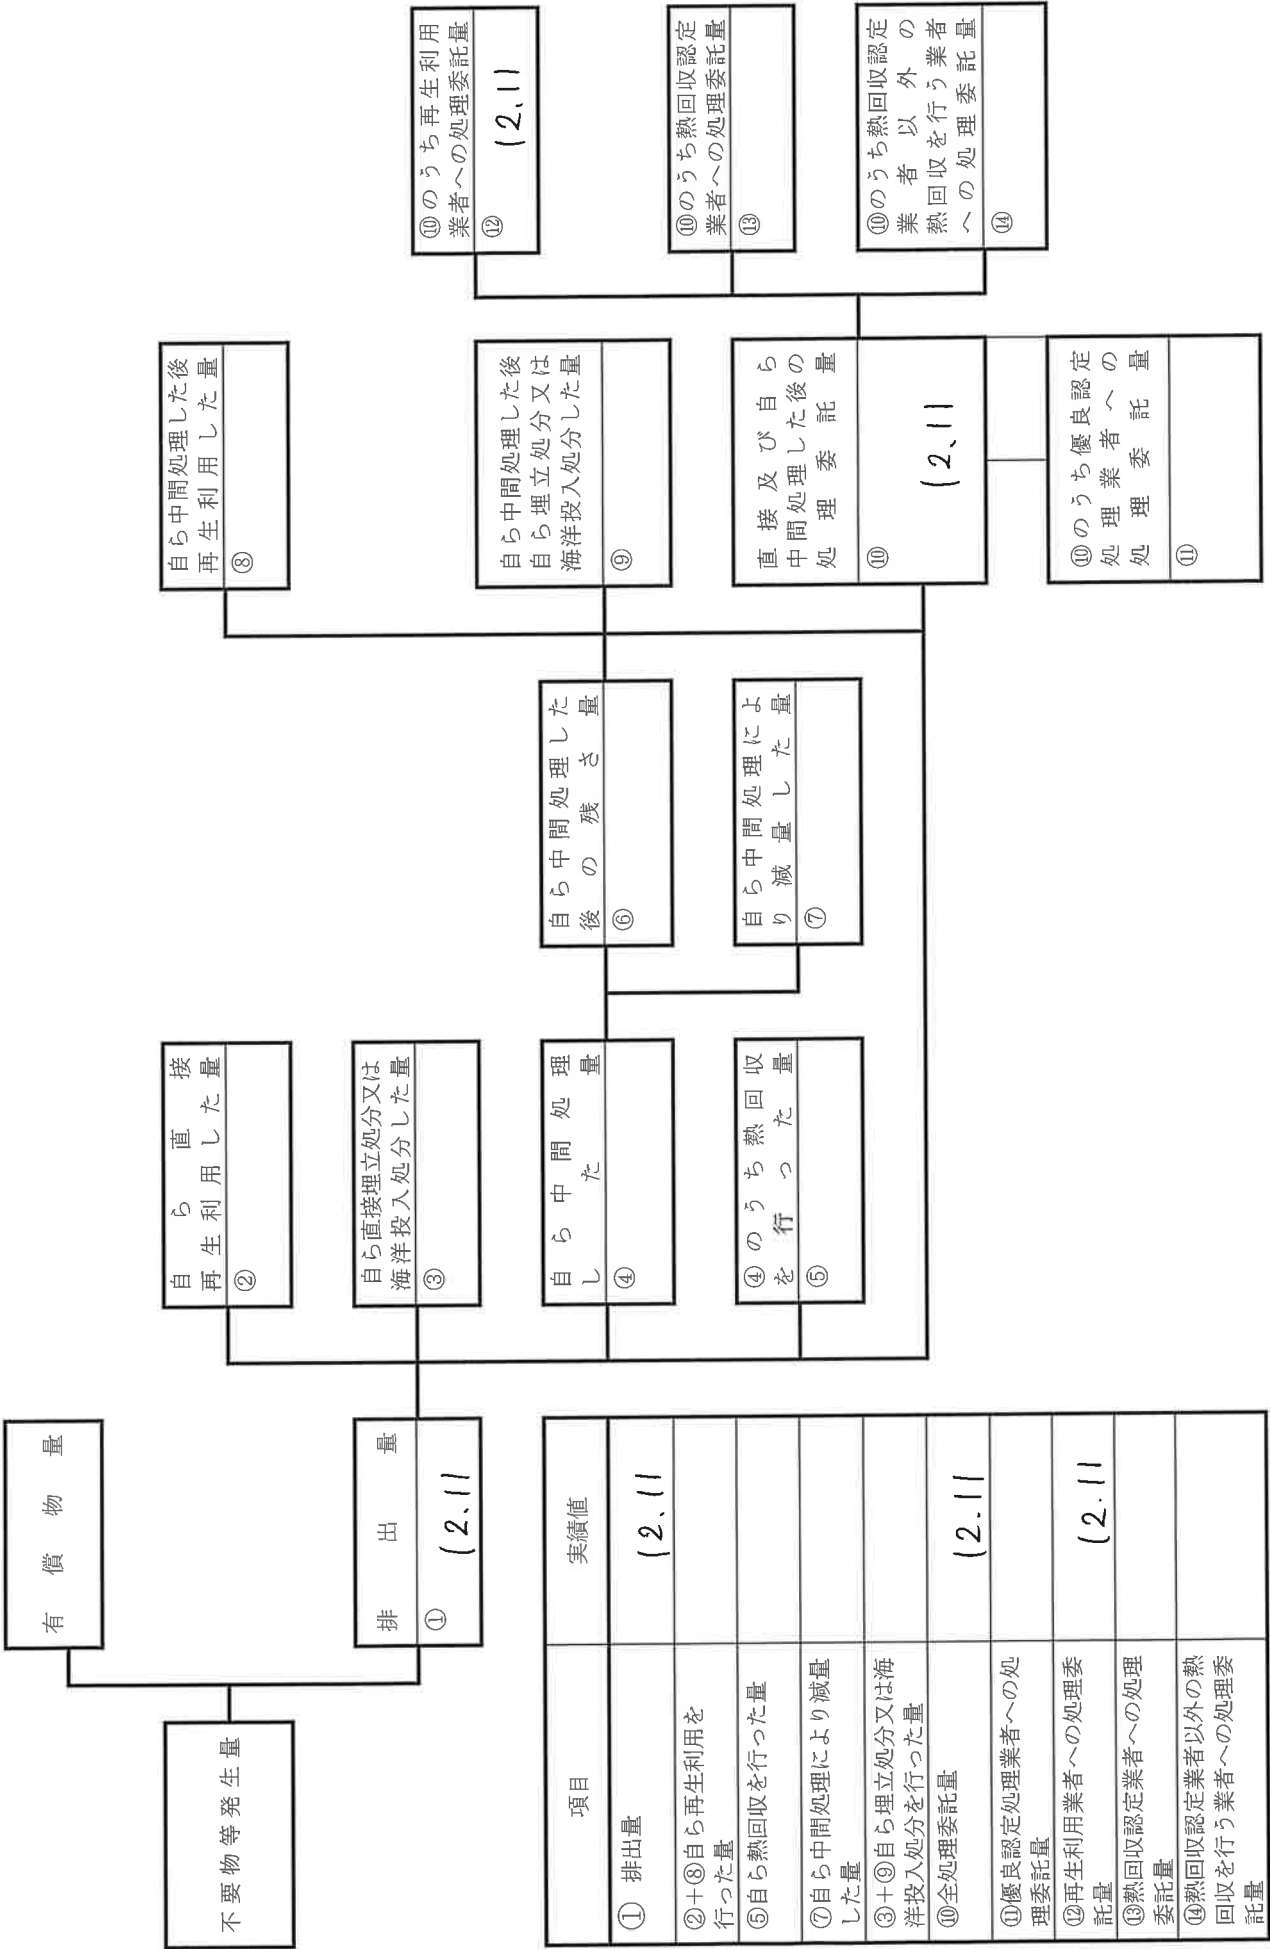 有償物量
不要物等発生量
排出量
①
12.11
自ら直接
再生利用した量
②
自ら直接埋立処分又は
海洋投入処分した量
③
自ら中間処理
した量
④
④のうち熱回収
を行った量
⑤
自ら中間処理した
後の残さ量
⑥
自ら中間処理によ
り減量した量
⑦
自ら中間処理した後
再生利用した量
⑧
自ら中間処理した後
自ら埋立処分又は
海洋投入処分した量
⑨
直接及び自ら
中間処理した後の
処理委託量
⑩
12.11
⑩のうち優良認定
処理業者への
処理委託量
⑪
⑩のうち再生利用
業者への処理委託量
⑫
12.11
⑩のうち熱回収認定
業者への処理委託量
⑬
⑩のうち熱回収認定
業者以外の
熱回収を行う業者
への処理委託量
⑭
項目 実績値
① 排出量 12.11
②+⑧自ら再生利用を
行った量
⑤自ら熱回収を行った量
⑦自ら中間処理により減量
した量
③+⑨自ら埋立処分又は海
洋投入処分を行った量
⑩全処理委託量 12.11
⑪優良認定処理業者への処
理委託量
⑫再生利用業者への処理委
託量 12.11
⑬熱回収認定業者への処理
委託量
⑭熱回収認定業者以外の熱
回収を行う業者への処理委
託量